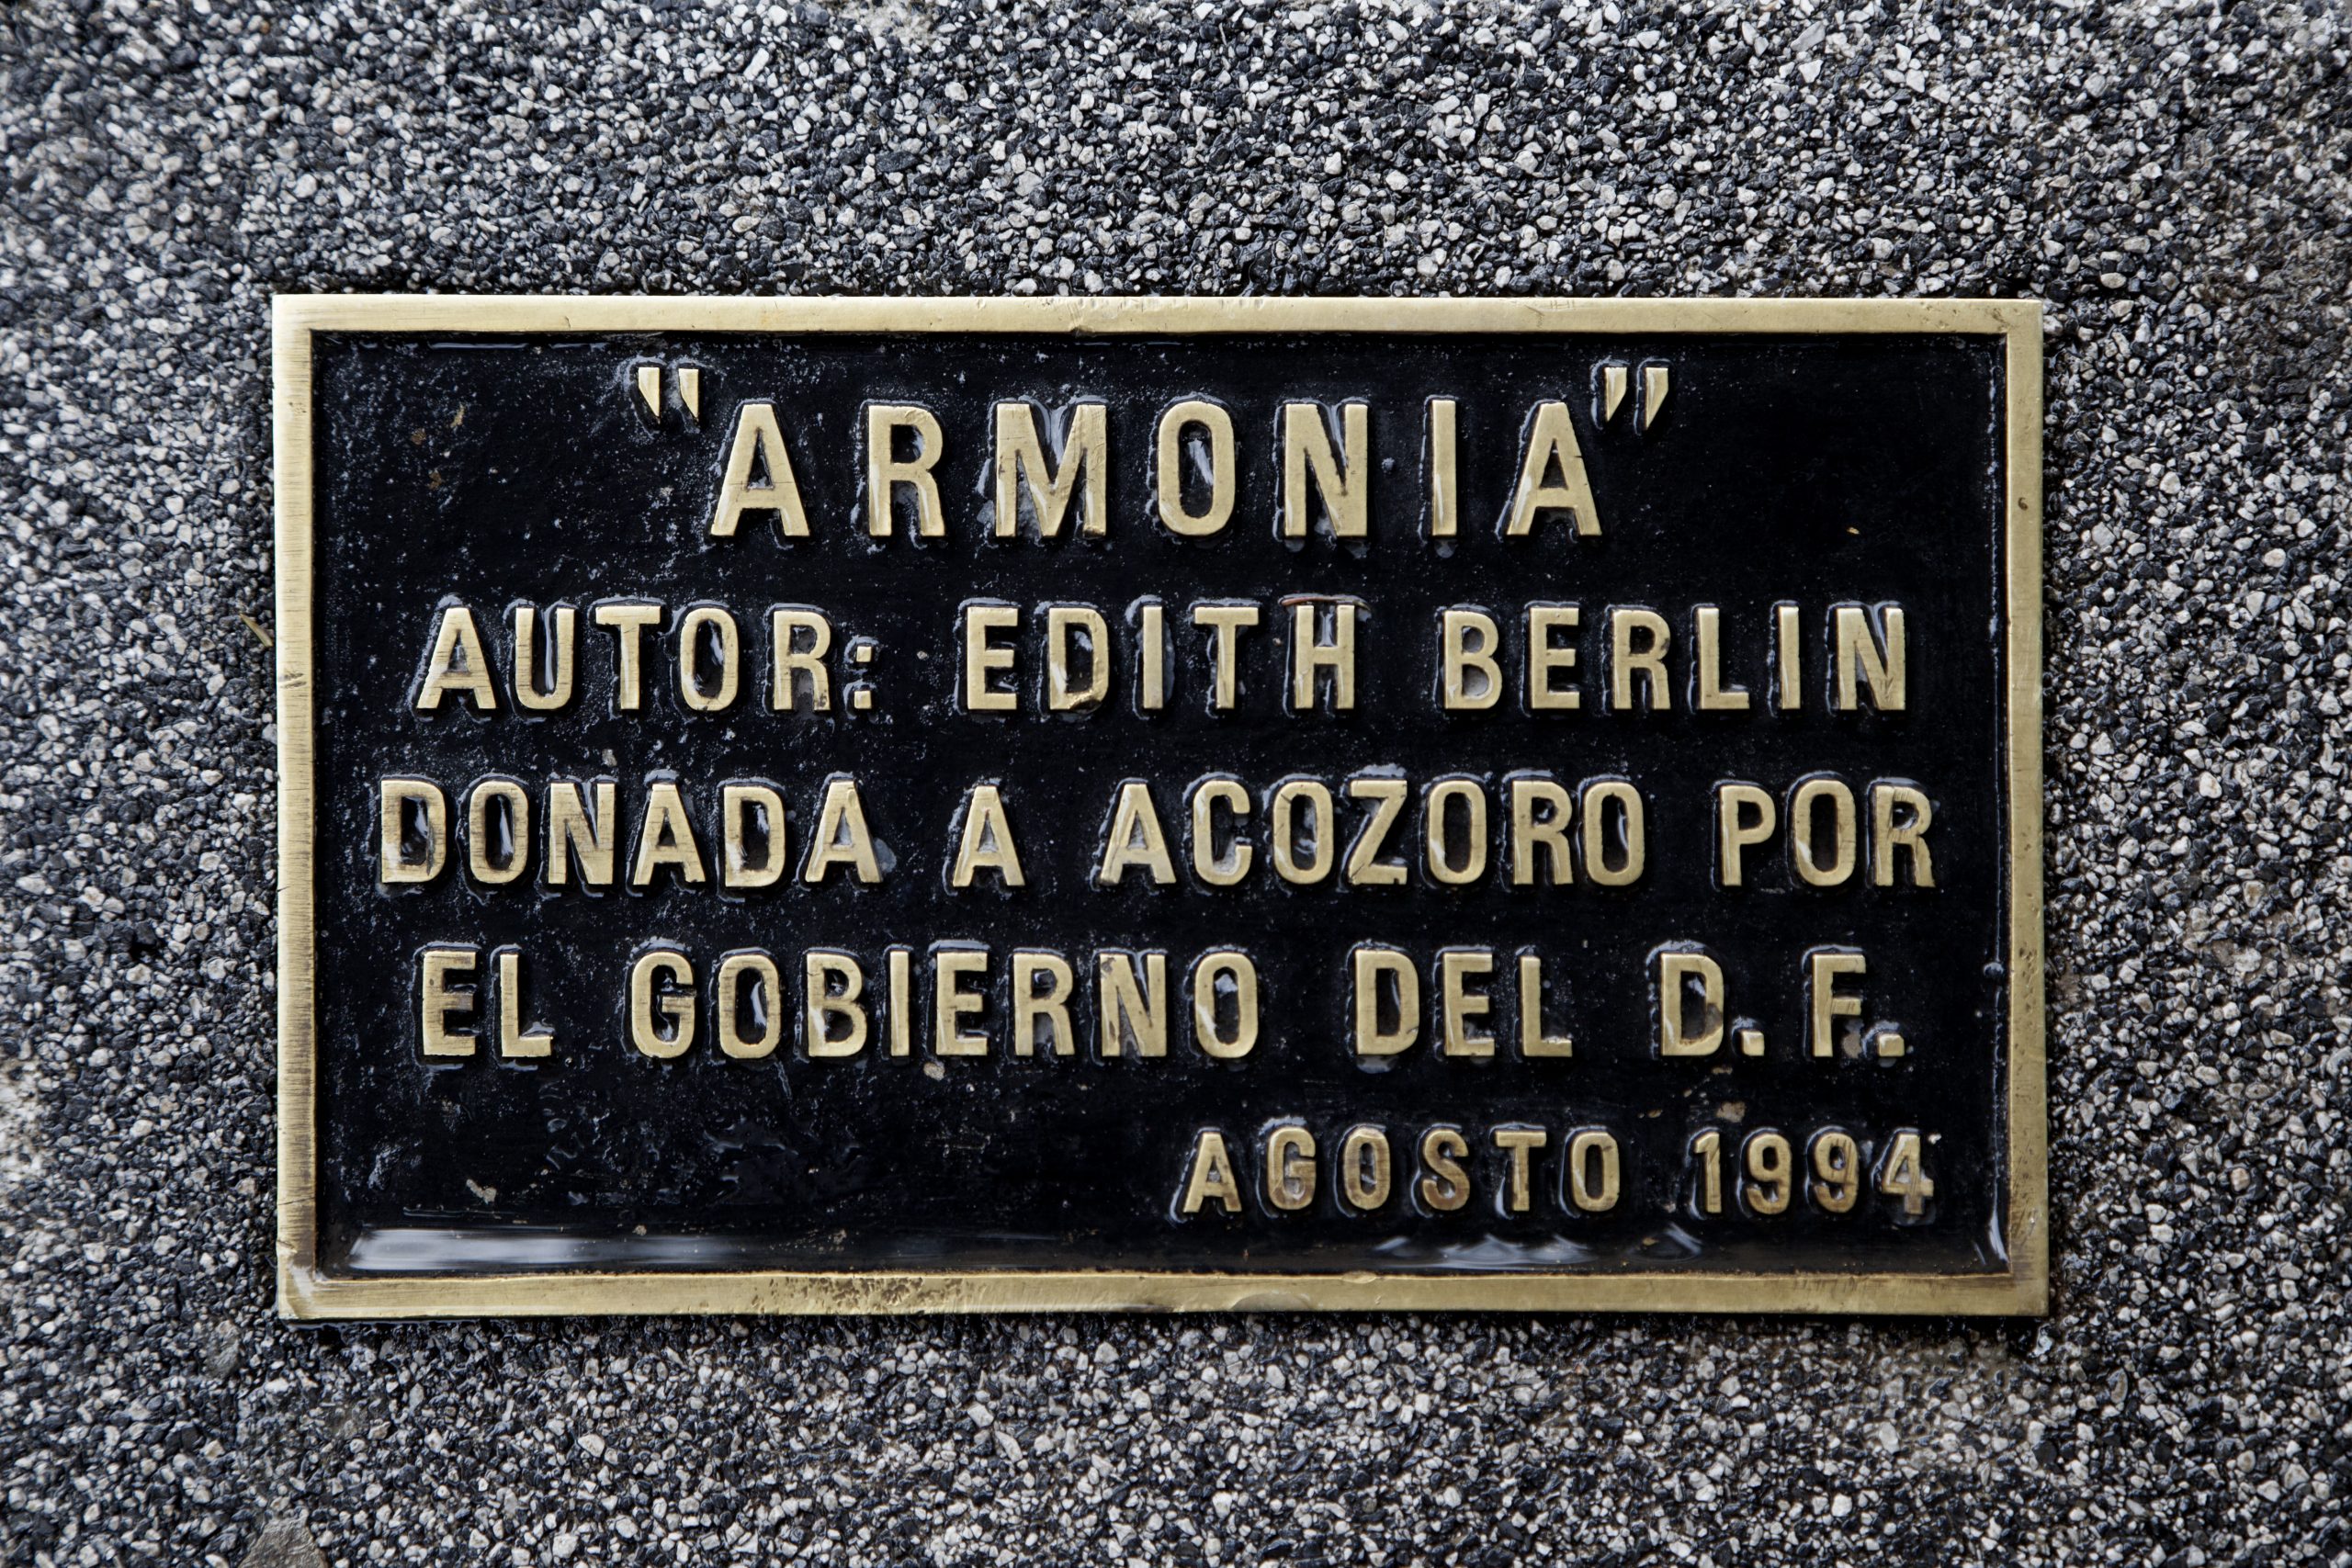 "ARMONIA"
AUTOR: EDITH BERLIN
DONADA A ACOZORO POR
EL GOBIERNO DEL D. F.
AGOSTO 1994